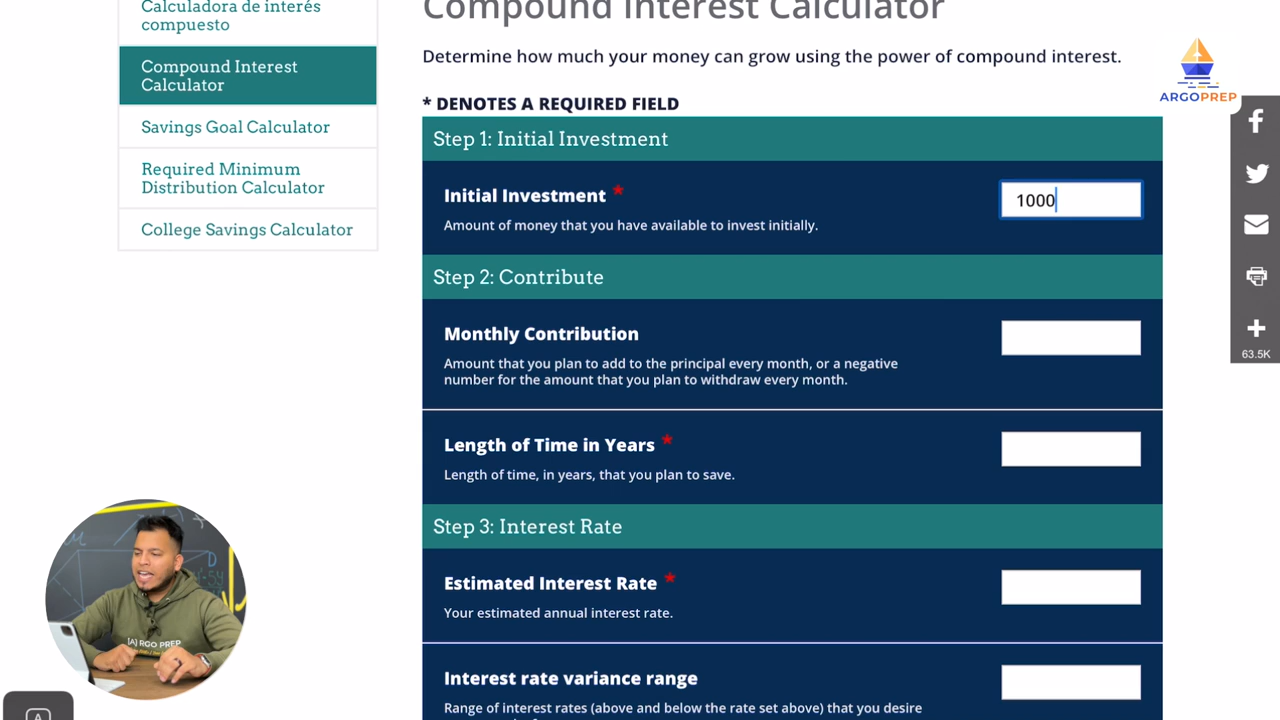 Calculadora de interés
compuesto
Compound Interest
Calculator
Savings Goal Calculator
Required Minimum
Distribution Calculator
College Savings Calculator
Compound Interest Calculator
Determine how much your money can grow using the power of compound interest.
* DENOTES A REQUIRED FIELD
Step 1: Initial Investment
Initial Investment *
1000
Amount of money that you have available to invest initially.
Step 2: Contribute
Monthly Contribution
Amount that you plan to add to the principal every month, or a negative
number for the amount that you plan to withdraw every month.
Length of Time in Years *
Length of time, in years, that you plan to save.
Step 3: Interest Rate
Estimated Interest Rate *
Your estimated annual interest rate.
Interest rate variance range
Range of interest rates (above and below the rate set above) that you desire
ARGOPREP
63.5K
[A] RGO PREP